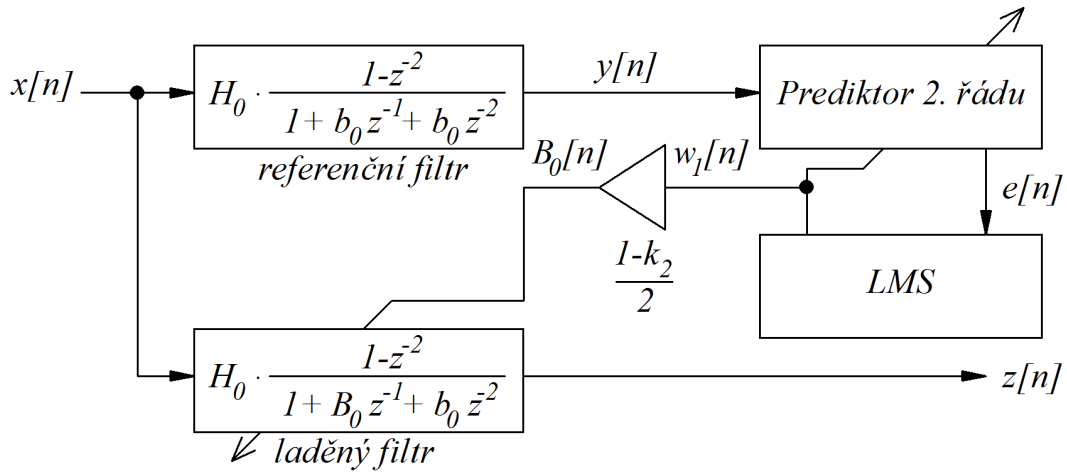 x[n]
H₀ · (1-z⁻²)/(1 + b₀ z⁻¹ + b₀ z⁻²)
referenční filtr
y[n]
Prediktor 2. řádu
B₀[n]
w₁[n]
(1-k₂)/2
e[n]
LMS
H₀ · (1-z⁻²)/(1 + B₀ z⁻¹ + b₀ z⁻²)
laděný filtr
z[n]